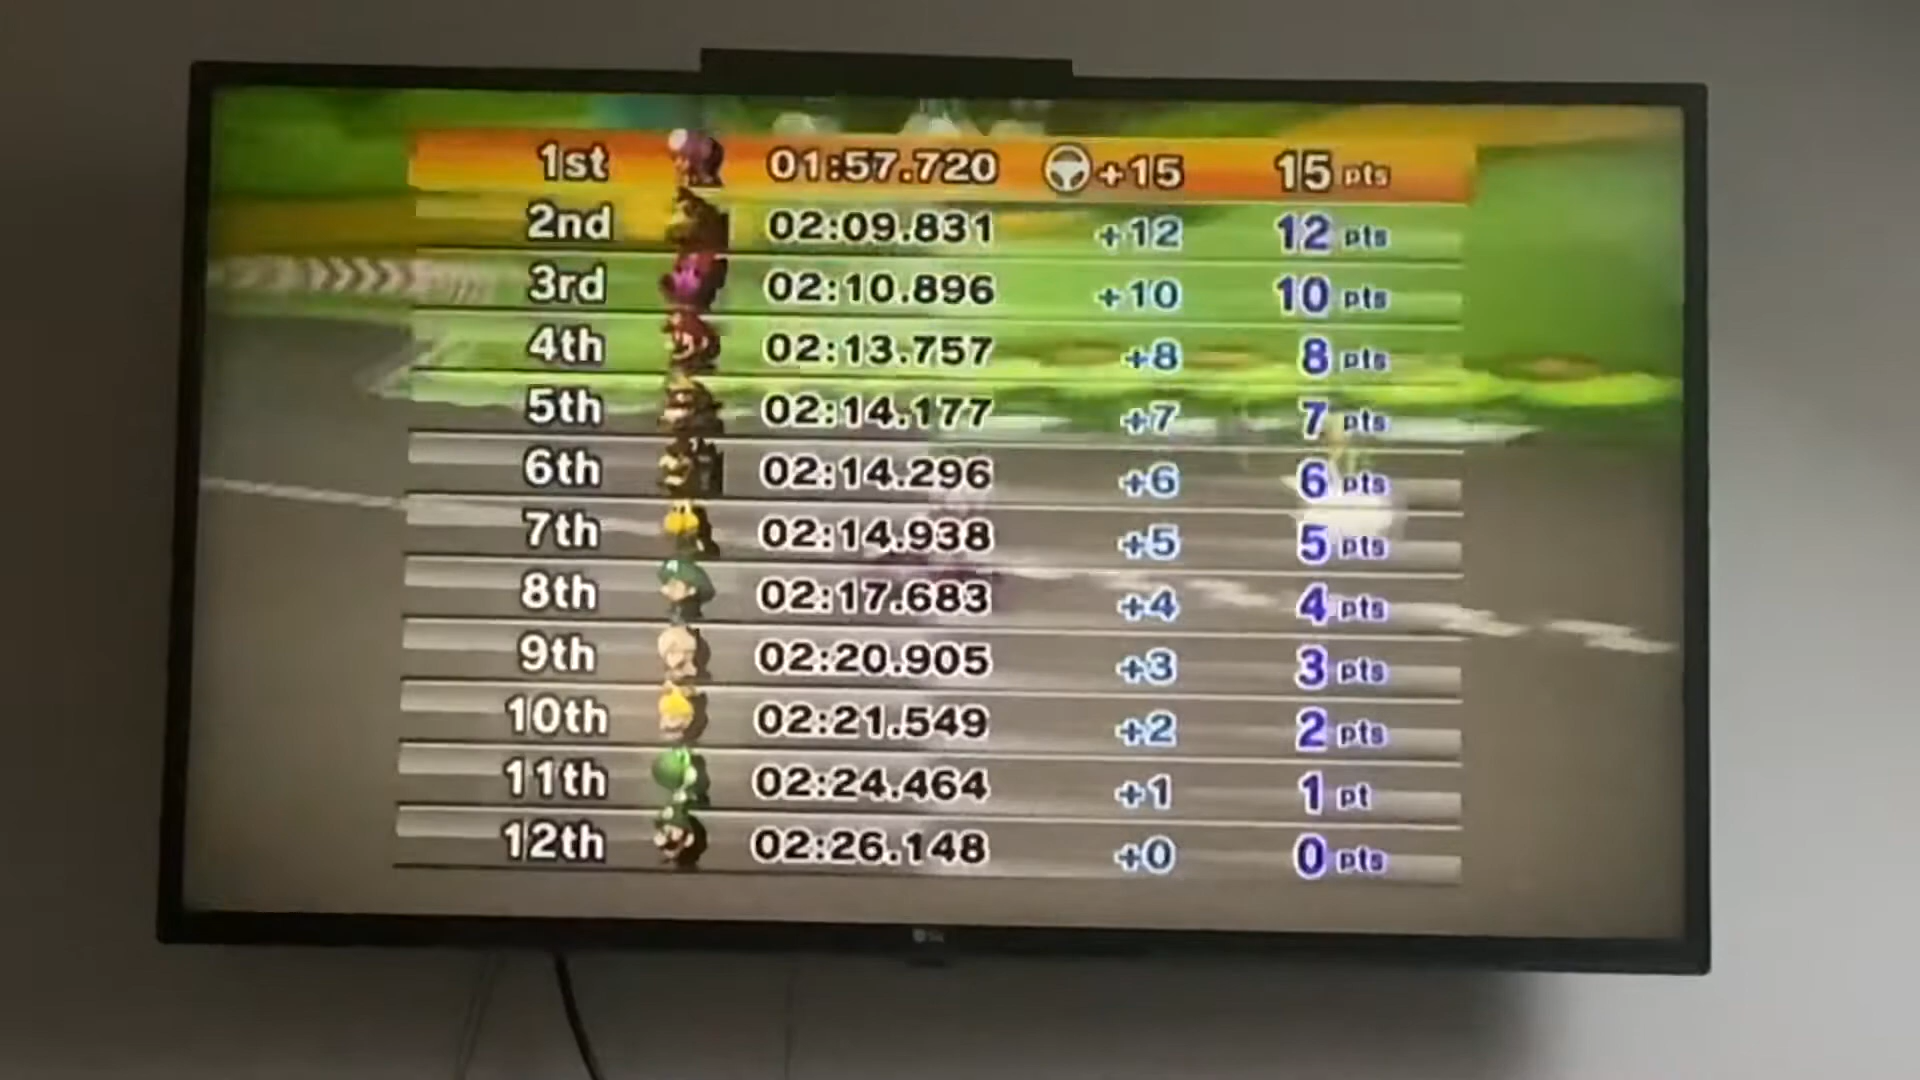 1st 01:57.720 +15 15 pts
2nd 02:09.831 +12 12 pts
3rd 02:10.896 +10 10 pts
4th 02:13.757 +8 8 pts
5th 02:14.177 +7 7 pts
6th 02:14.296 +6 6 pts
7th 02:14.938 +5 5 pts
8th 02:17.683 +4 4 pts
9th 02:20.905 +3 3 pts
10th 02:21.549 +2 2 pts
11th 02:24.464 +1 1 pt
12th 02:26.148 +0 0 pts
LG